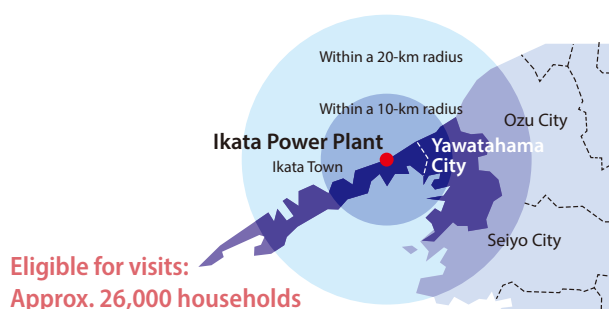 Within a 20-km radius
Within a 10-km radius
Ozu City
Ikata Power Plant
Yawatahama
City
Ikata Town
Seiyo City
Eligible for visits:
Approx. 26,000 households